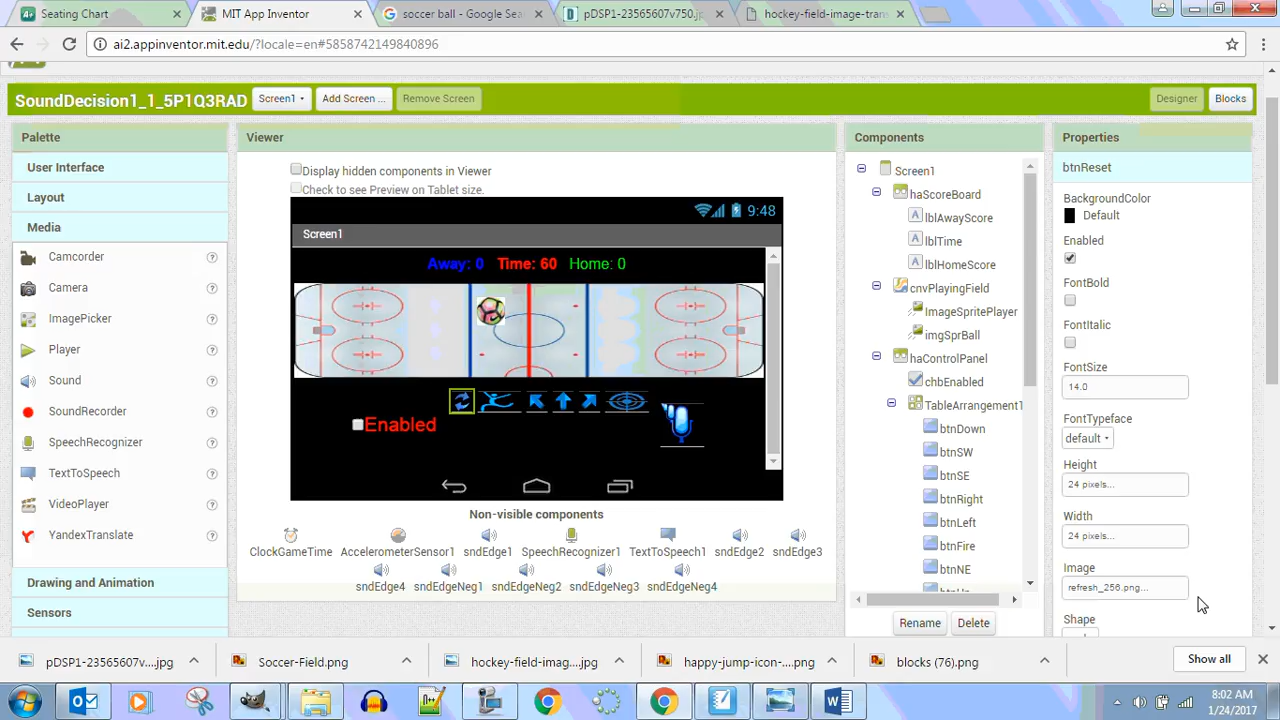 Seating Chart
MIT App Inventor
soccer ball - Google Sea
pDSP1-23565607v750.j
hockey-field-image-tran
ai2.appinventor.mit.edu/?locale=en#5858742149840896
SoundDecision1_1_5P1Q3RAD
Screen1
Add Screen ...
Remove Screen
Designer
Blocks
Palette
User Interface
Layout
Media
Camcorder
Camera
ImagePicker
Player
Sound
SoundRecorder
SpeechRecognizer
TextToSpeech
VideoPlayer
YandexTranslate
Drawing and Animation
Sensors
Viewer
Display hidden components in Viewer
Check to see Preview on Tablet size.
9:48
Screen1
Away: 0 Time: 60 Home: 0
Enabled
Non-visible components
ClockGameTime AccelerometerSensor1 sndEdge1 SpeechRecognizer1 TextToSpeech1 sndEdge2 sndEdge3
sndEdge4 sndEdgeNeg1 sndEdgeNeg2 sndEdgeNeg3 sndEdgeNeg4
Components
Screen1
haScoreBoard
lblAwayScore
lblTime
lblHomeScore
cnvPlayingField
ImageSpritePlayer
imgSprBall
haControlPanel
chbEnabled
TableArrangement1
btnDown
btnSW
btnSE
btnRight
btnLeft
btnFire
btnNE
Rename
Delete
Properties
btnReset
BackgroundColor
Default
Enabled
FontBold
FontItalic
FontSize
14.0
FontTypeface
default
Height
24 pixels...
Width
24 pixels...
Image
refresh_256.png...
Shape
pDSP1-23565607v....jpg
Soccer-Field.png
hockey-field-imag....jpg
happy-jump-icon-....png
blocks (76).png
Show all
8:02 AM
1/24/2017